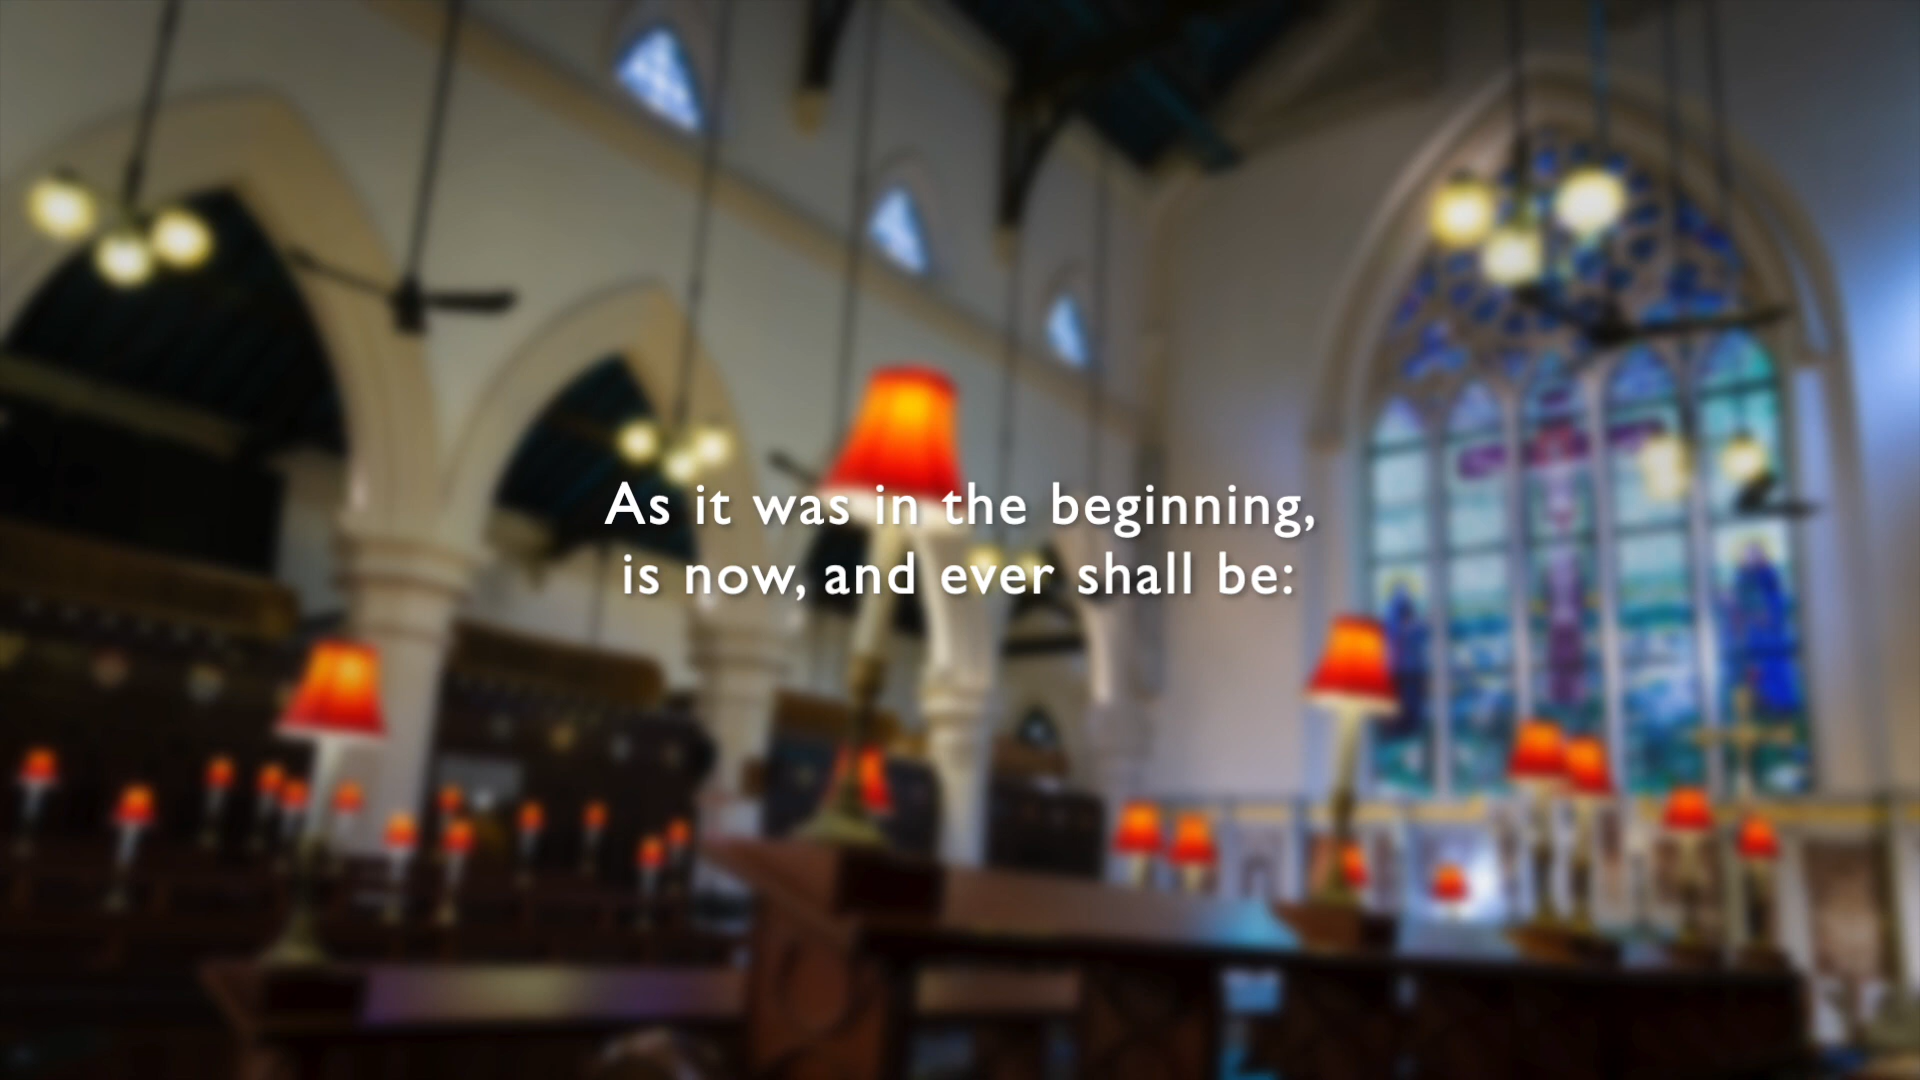 As it was in the beginning,
is now, and ever shall be: